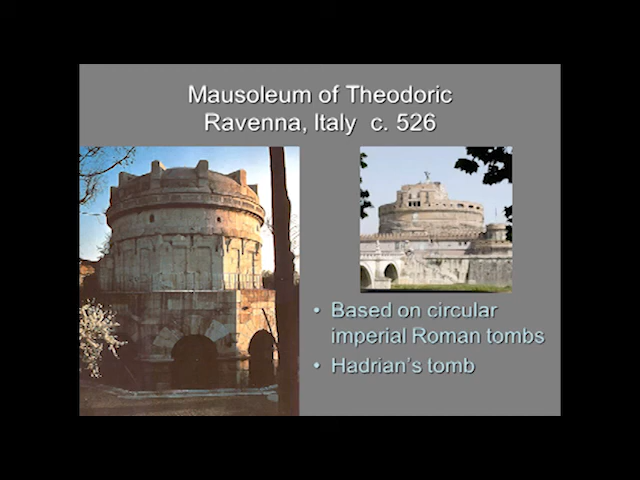 Mausoleum of Theodoric
Ravenna, Italy  c. 526
• Based on circular
imperial Roman tombs
• Hadrian's tomb